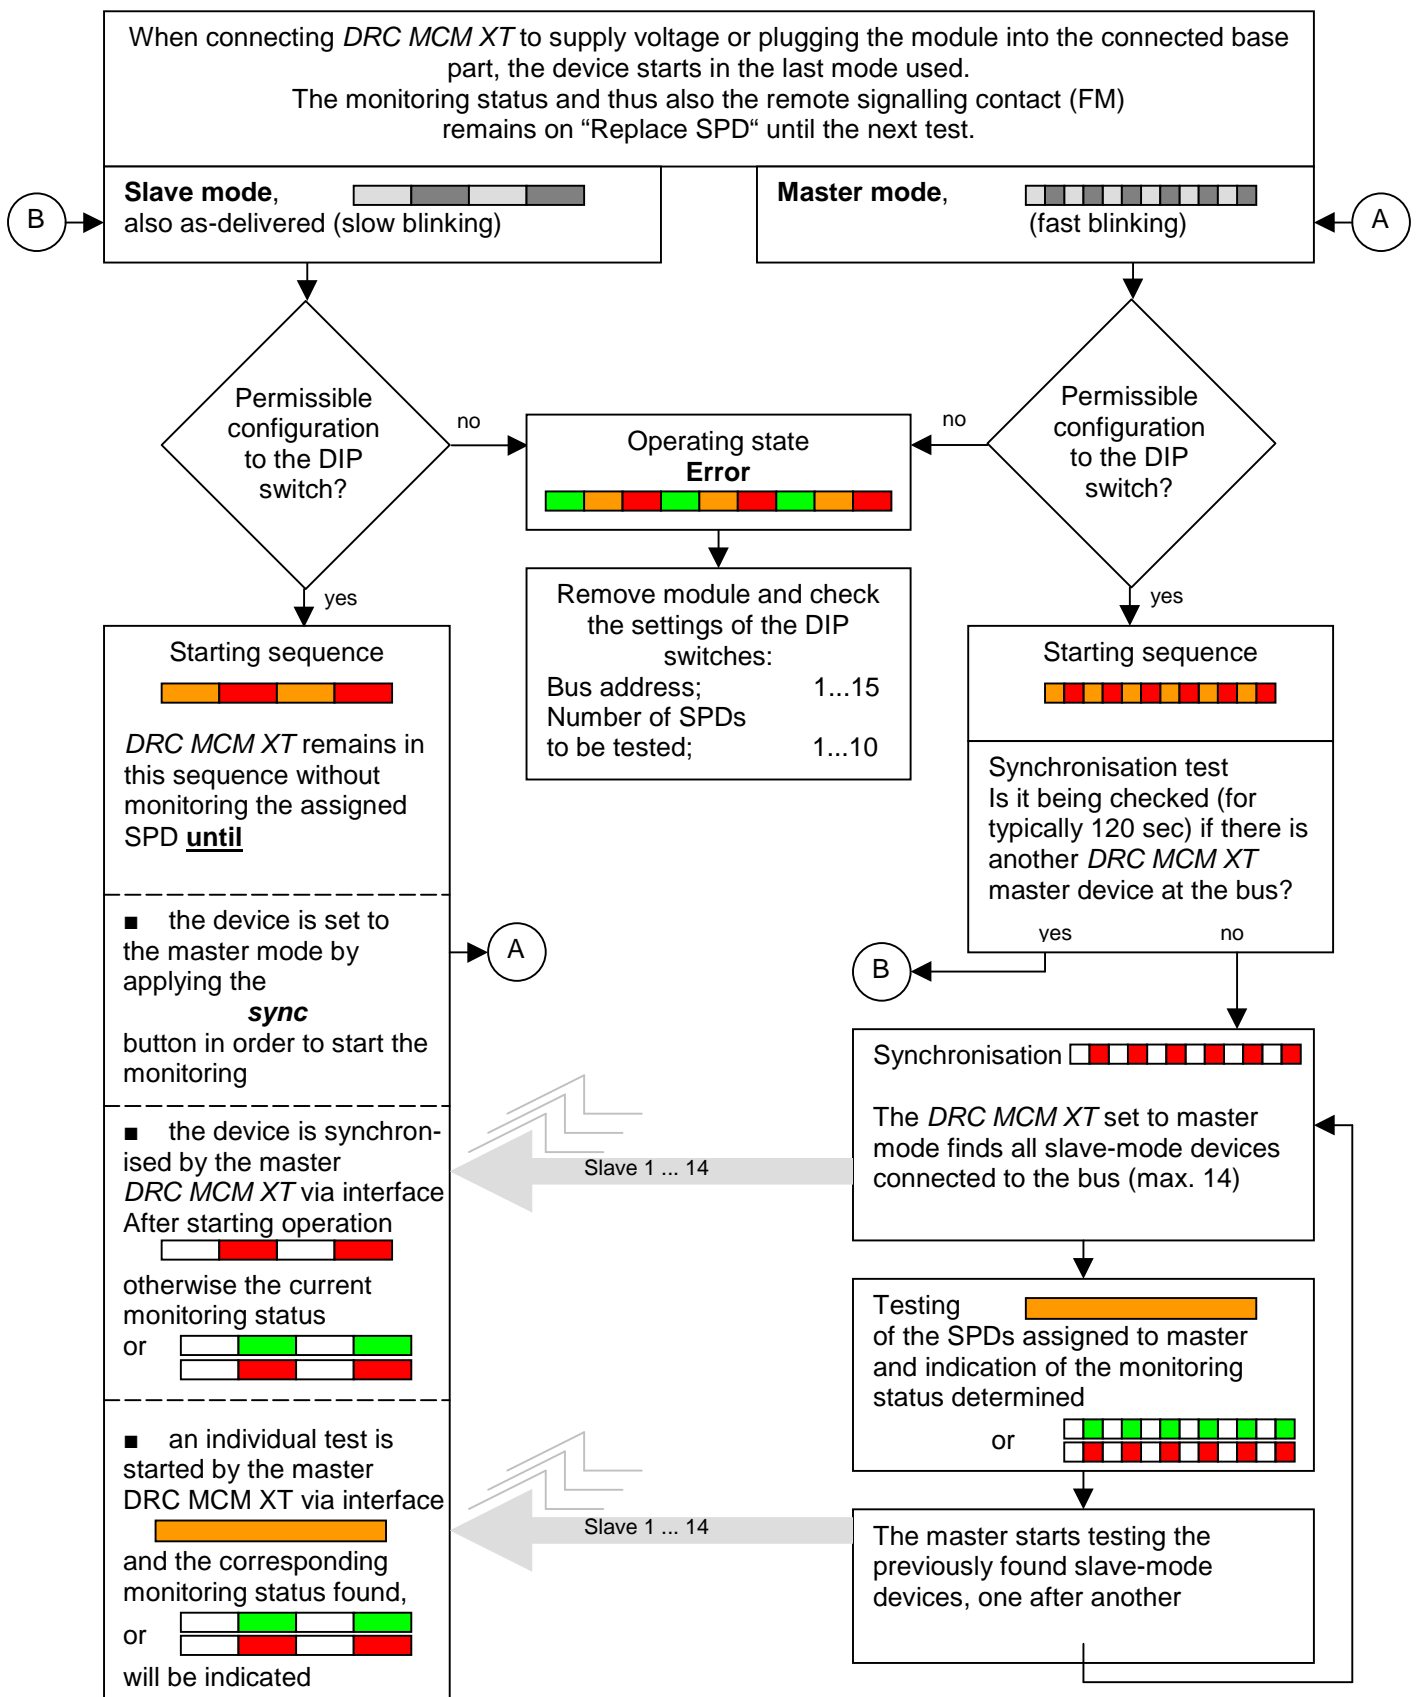 When connecting DRC MCM XT to supply voltage or plugging the module into the connected base
part, the device starts in the last mode used.
The monitoring status and thus also the remote signalling contact (FM)
remains on “Replace SPD“ until the next test.
Slave mode,
also as-delivered (slow blinking)
B
Master mode,
(fast blinking)
A
Permissible
configuration
to the DIP
switch?
no
yes
Operating state
Error
Permissible
configuration
to the DIP
switch?
no
yes
Remove module and check
the settings of the DIP
switches:
Bus address; 1...15
Number of SPDs
to be tested; 1...10
Starting sequence
DRC MCM XT remains in
this sequence without
monitoring the assigned
SPD until
■ the device is set to
the master mode by
applying the
sync
button in order to start the
monitoring
A
■ the device is synchron-
ised by the master
DRC MCM XT via interface
After starting operation
otherwise the current
monitoring status
or
■ an individual test is
started by the master
DRC MCM XT via interface
and the corresponding
monitoring status found,
or
will be indicated
Starting sequence
Synchronisation test
Is it being checked (for
typically 120 sec) if there is
another DRC MCM XT
master device at the bus?
yes
no
B
Synchronisation
The DRC MCM XT set to master
mode finds all slave-mode devices
connected to the bus (max. 14)
Slave 1 ... 14
Testing
of the SPDs assigned to master
and indication of the monitoring
status determined
or
Slave 1 ... 14
The master starts testing the
previously found slave-mode
devices, one after another